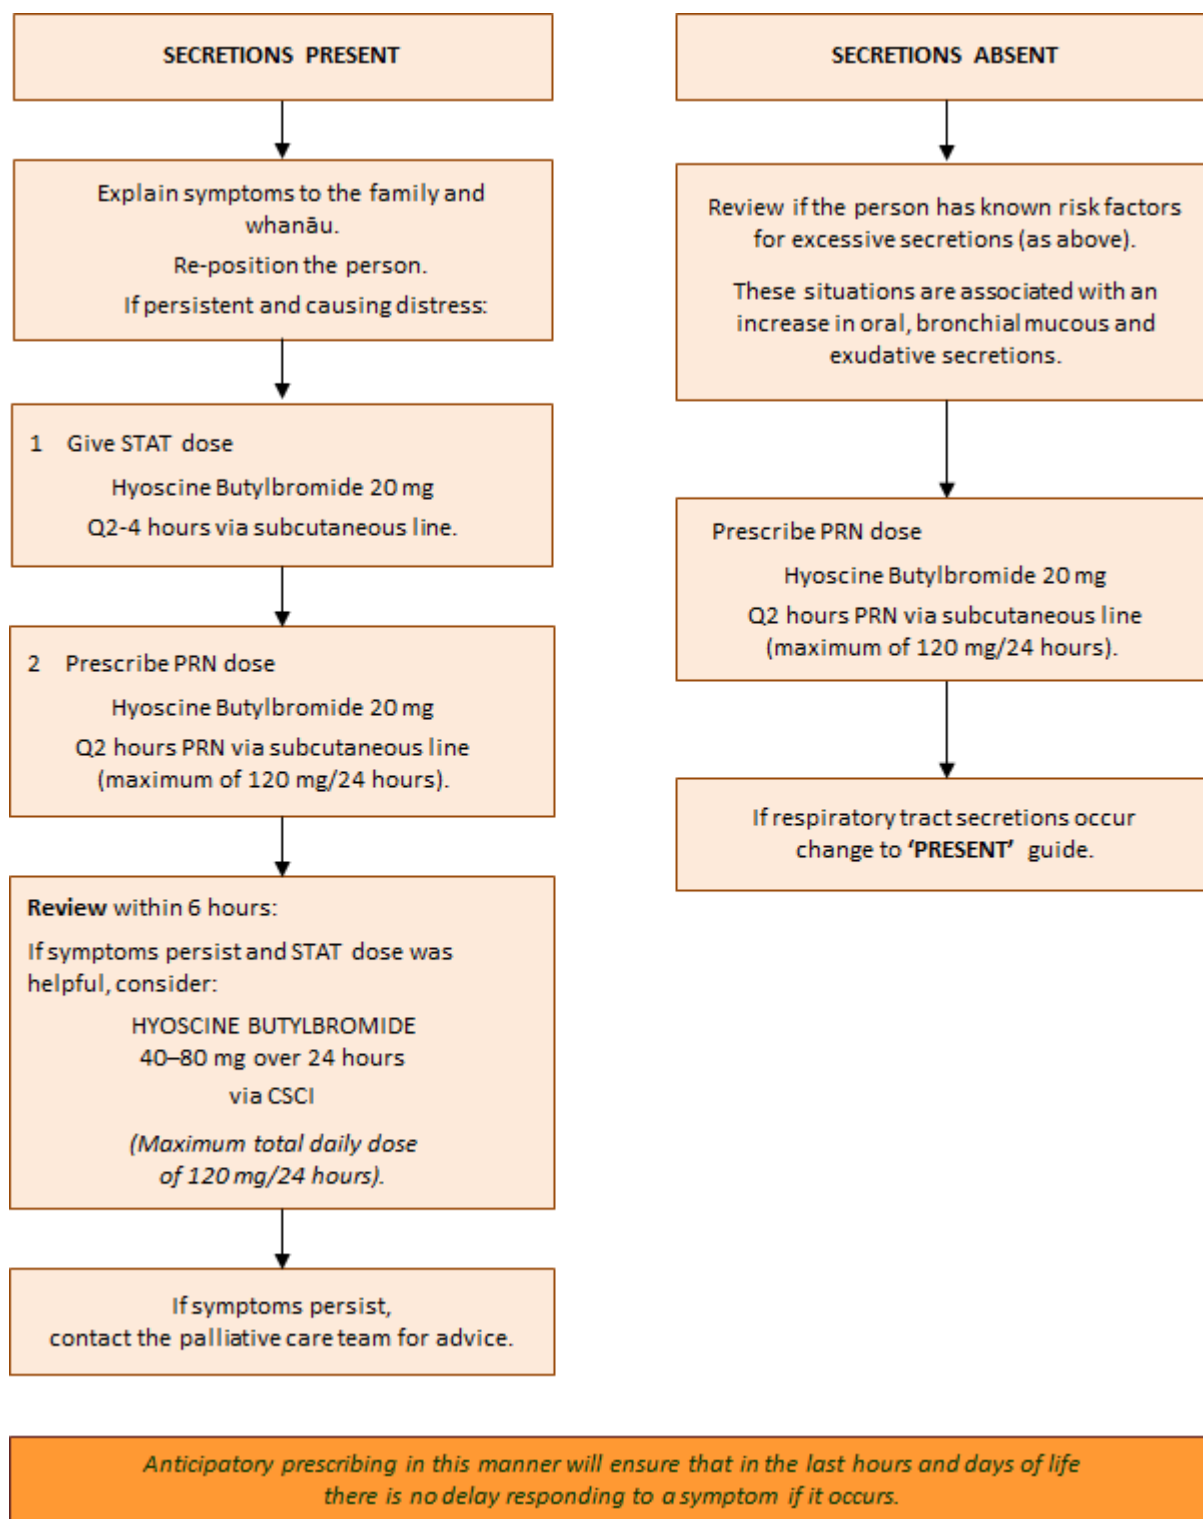 SECRETIONS PRESENT
Explain symptoms to the family and
whanāu.
Re-position the person.
If persistent and causing distress:
1 Give STAT dose
Hyoscine Butylbromide 20 mg
Q2-4 hours via subcutaneous line.
2 Prescribe PRN dose
Hyoscine Butylbromide 20 mg
Q2 hours PRN via subcutaneous line
(maximum of 120 mg/24 hours).
Review within 6 hours:
If symptoms persist and STAT dose was
helpful, consider:
HYOSCINE BUTYLBROMIDE
40–80 mg over 24 hours
via CSCI
(Maximum total daily dose
of 120 mg/24 hours).
If symptoms persist,
contact the palliative care team for advice.
SECRETIONS ABSENT
Review if the person has known risk factors
for excessive secretions (as above).
These situations are associated with an
increase in oral, bronchial mucous and
exudative secretions.
Prescribe PRN dose
Hyoscine Butylbromide 20 mg
Q2 hours PRN via subcutaneous line
(maximum of 120 mg/24 hours).
If respiratory tract secretions occur
change to ‘PRESENT’ guide.
Anticipatory prescribing in this manner will ensure that in the last hours and days of life
there is no delay responding to a symptom if it occurs.